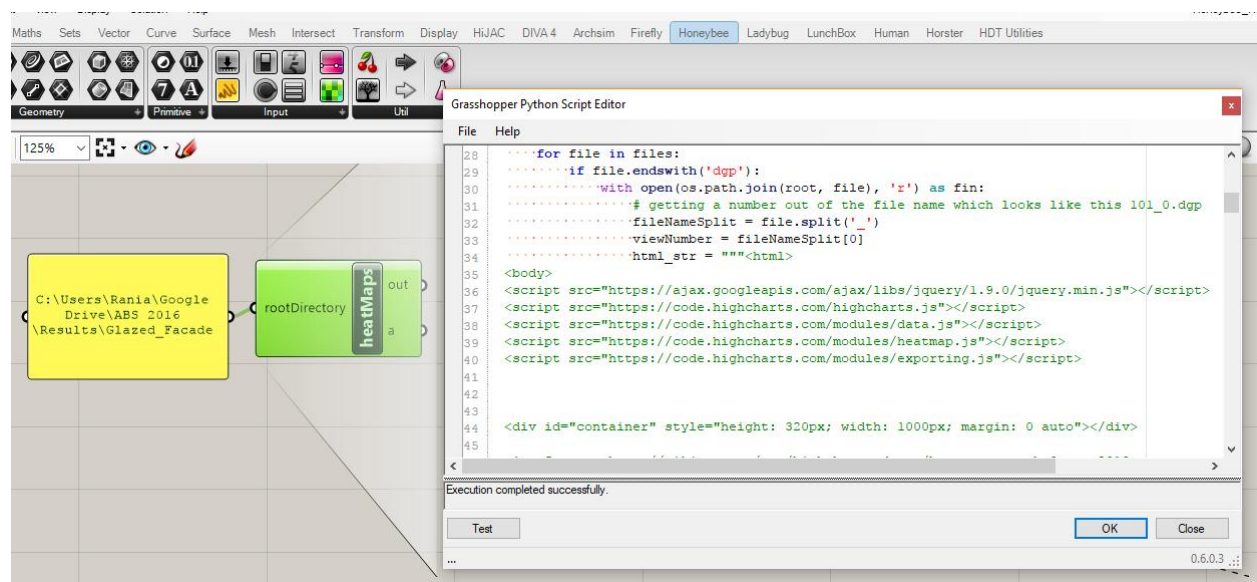 Maths Sets Vector Curve Surface Mesh Intersect Transform Display HiJAC DIVA4 Archsim Firefly Honeybee Ladybug LunchBox Human Horster HDT Utilities
Geometry Primitive Input Util
125%
C:\Users\Rania\Google
Drive\ABS 2016
\Results\Glazed_Facade
rootDirectory
heatMaps
out
a
Grasshopper Python Script Editor
x
File Help
28 ····for file in files:
29 ········if file.endswith('dgp'):
30 ············with open(os.path.join(root, file), 'r') as fin:
31 ················# getting a number out of the file name which looks like this 101_0.dgp
32 ················fileNameSplit = file.split('_')
33 ················viewNumber = fileNameSplit[0]
34 ················html_str = """<html>
35 <body>
36 <script src="https://ajax.googleapis.com/ajax/libs/jquery/1.9.0/jquery.min.js"></script>
37 <script src="https://code.highcharts.com/highcharts.js"></script>
38 <script src="https://code.highcharts.com/modules/data.js"></script>
39 <script src="https://code.highcharts.com/modules/heatmap.js"></script>
40 <script src="https://code.highcharts.com/modules/exporting.js"></script>
41
42
43
44 <div id="container" style="height: 320px; width: 1000px; margin: 0 auto"></div>
45
Execution completed successfully.
Test OK Close
... 0.6.0.3